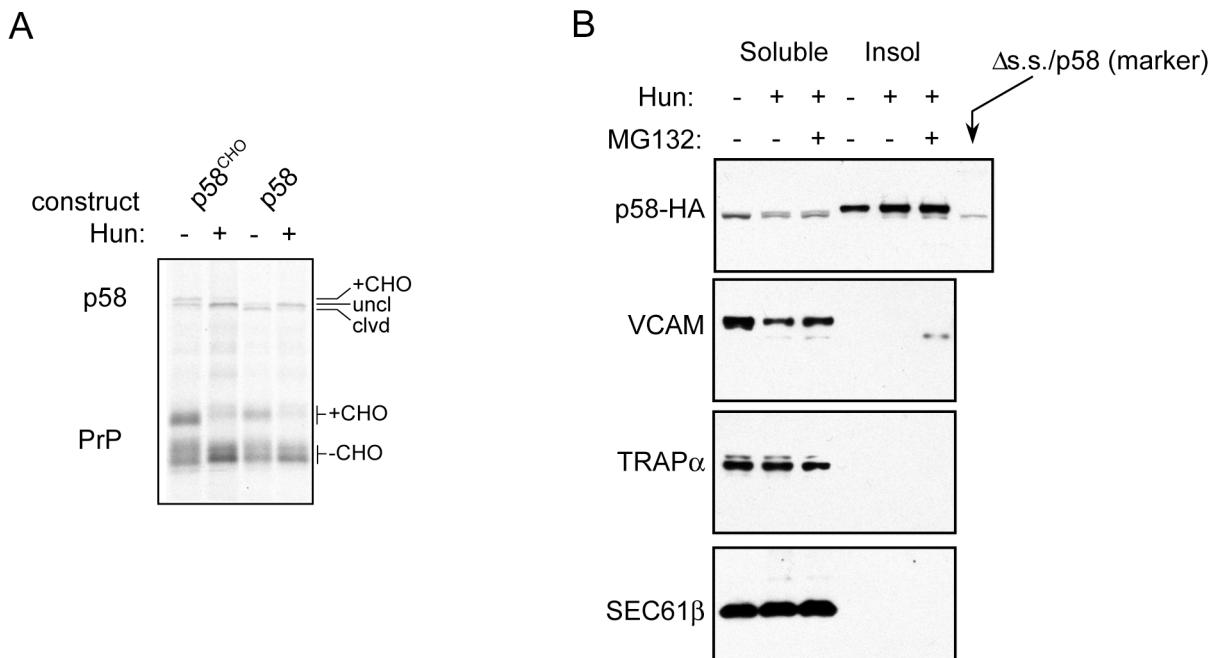 A
construct
p58CHO
p58
Hun:
- + - +
p58
+CHO
uncl
clvd
PrP
+CHO
-CHO
B
Soluble
Insol.
Δs.s./p58 (marker)
Hun: - + + - + +
MG132: - - + - - +
p58-HA
VCAM
TRAPα
SEC61β